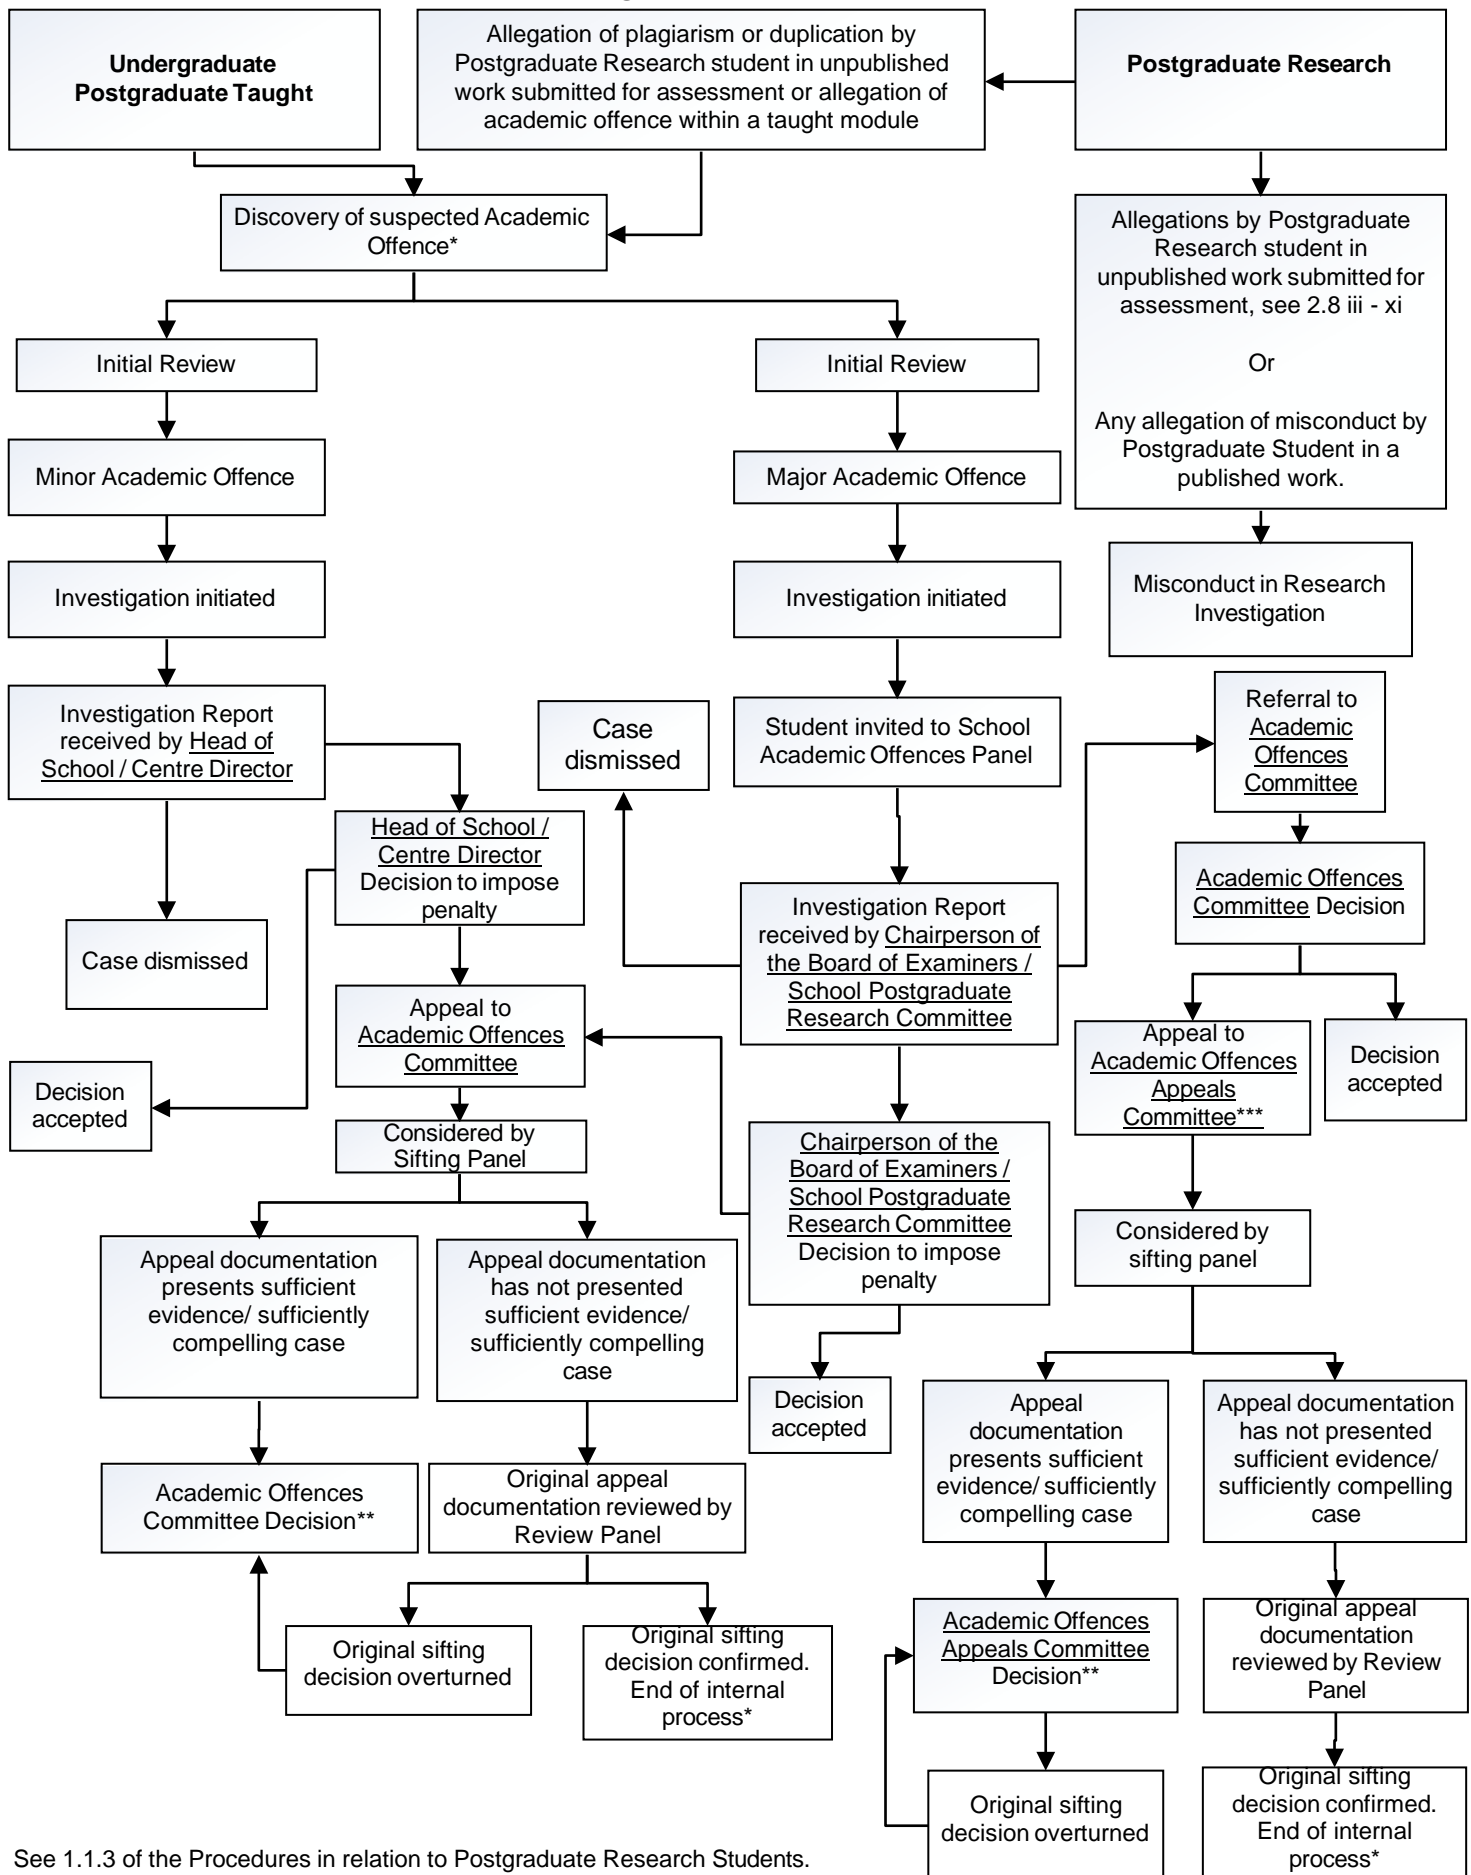 Undergraduate
Postgraduate Taught
Allegation of plagiarism or duplication by
Postgraduate Research student in unpublished
work submitted for assessment or allegation of
academic offence within a taught module
Postgraduate Research
Discovery of suspected Academic
Offence*
Allegations by Postgraduate
Research student in
unpublished work submitted for
assessment, see 2.8 iii - xi
Or
Any allegation of misconduct by
Postgraduate Student in a
published work.
Initial Review
Initial Review
Minor Academic Offence
Major Academic Offence
Investigation initiated
Investigation initiated
Misconduct in Research
Investigation
Investigation Report
received by Head of
School / Centre Director
Case
dismissed
Student invited to School
Academic Offences Panel
Referral to
Academic
Offences
Committee
Head of School /
Centre Director
Decision to impose
penalty
Case dismissed
Investigation Report
received by Chairperson of
the Board of Examiners /
School Postgraduate
Research Committee
Academic Offences
Committee Decision
Appeal to
Academic Offences
Committee
Decision
accepted
Appeal to
Academic Offences
Appeals
Committee***
Decision
accepted
Considered by
Sifting Panel
Chairperson of the
Board of Examiners /
School Postgraduate
Research Committee
Decision to impose
penalty
Considered by
sifting panel
Appeal documentation
presents sufficient
evidence/ sufficiently
compelling case
Appeal documentation
has not presented
sufficient evidence/
sufficiently compelling
case
Decision
accepted
Appeal
documentation
presents sufficient
evidence/ sufficiently
compelling case
Appeal documentation
has not presented
sufficient evidence/
sufficiently compelling
case
Academic Offences
Committee Decision**
Original appeal
documentation reviewed by
Review Panel
Original sifting
decision overturned
Original sifting
decision confirmed.
End of internal
process*
Academic Offences
Appeals Committee
Decision**
Original appeal
documentation
reviewed by Review
Panel
Original sifting
decision overturned
Original sifting
decision confirmed.
End of internal
process*
See 1.1.3 of the Procedures in relation to Postgraduate Research Students.